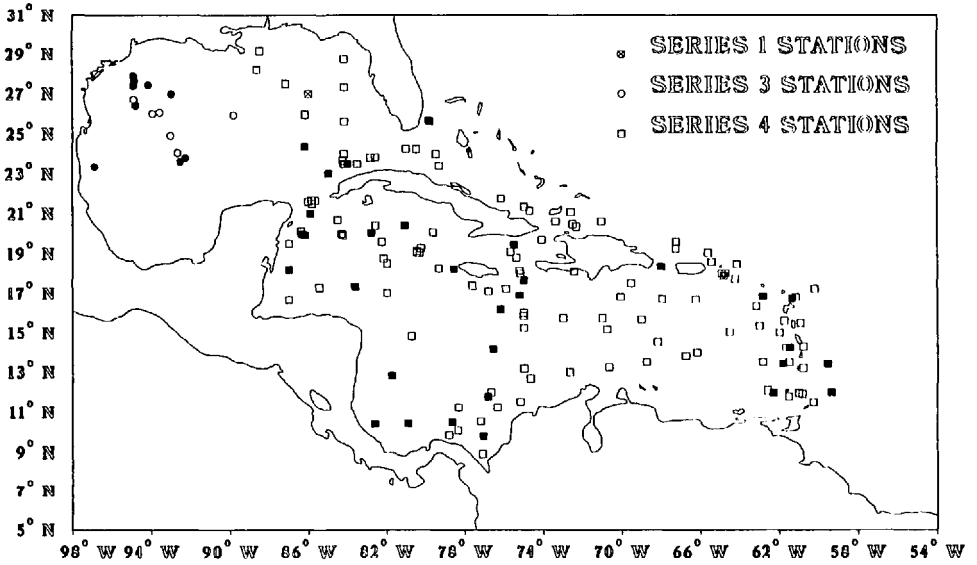 31° N
29° N
27° N
25° N
23° N
21° N
19° N
17° N
15° N
13° N
11° N
9° N
7° N
5° N
SERIES 1 STATIONS
SERIES 3 STATIONS
SERIES 4 STATIONS
98° W 94° W 90° W 86° W 82° W 78° W 74° W 70° W 66° W 62° W 58° W 54° W